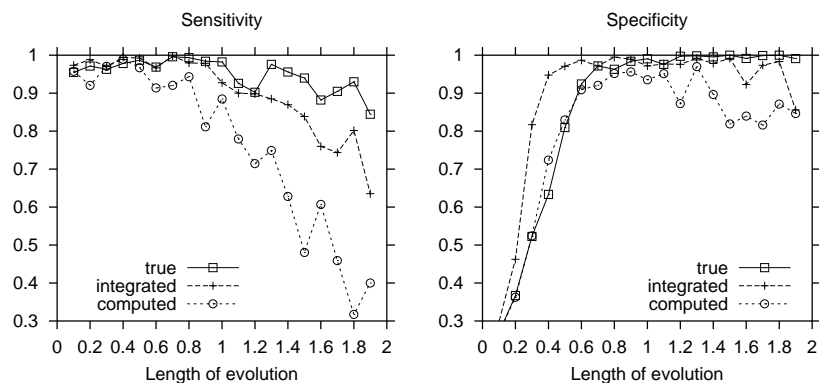 Sensitivity
1
0.9
0.8
0.7
0.6
0.5
0.4
0.3
true
integrated
computed
0 0.2 0.4 0.6 0.8 1 1.2 1.4 1.6 1.8 2
Length of evolution
Specificity
1
0.9
0.8
0.7
0.6
0.5
0.4
0.3
true
integrated
computed
0 0.2 0.4 0.6 0.8 1 1.2 1.4 1.6 1.8 2
Length of evolution